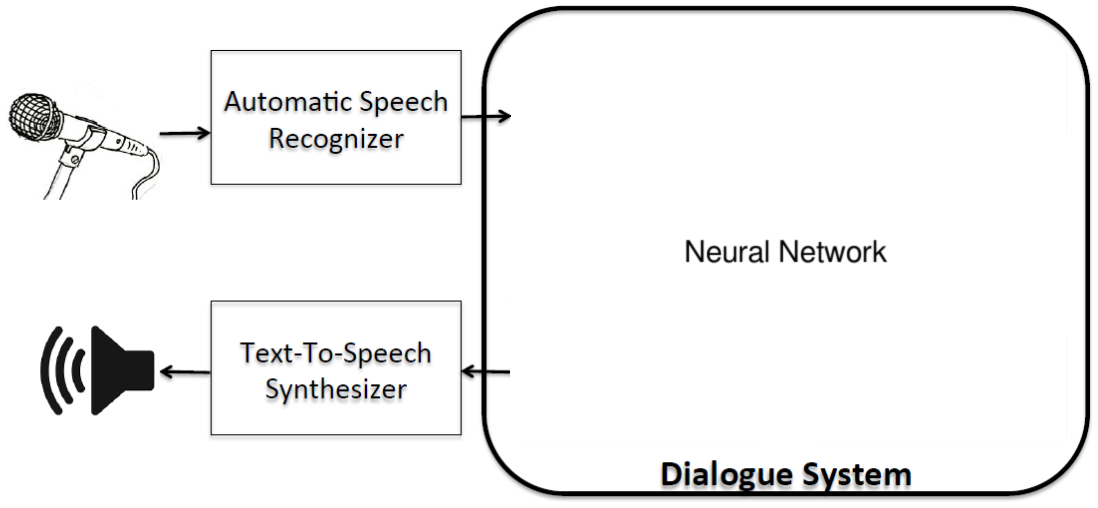 Automatic Speech
Recognizer
Neural Network
Text-To-Speech
Synthesizer
Dialogue System